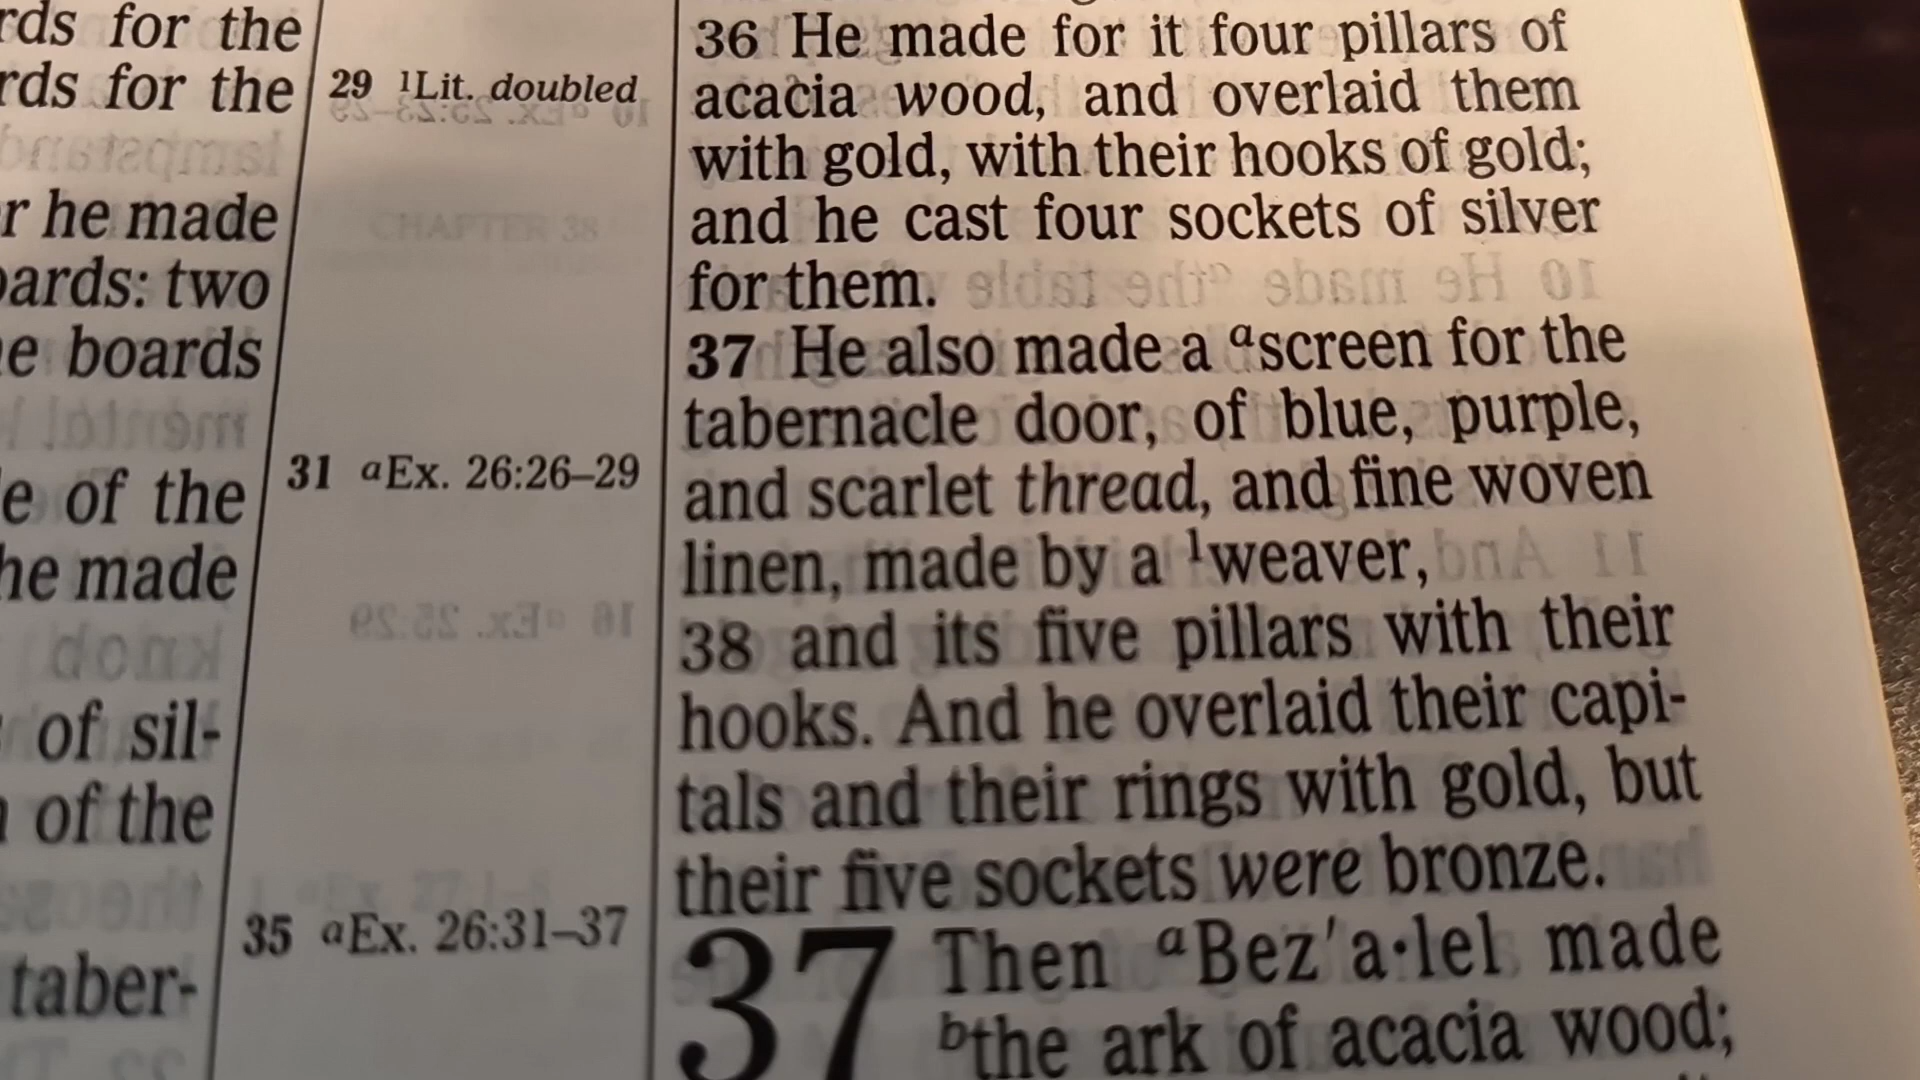 rds for the
rds for the
r he made
ards: two
e boards
e of the
he made
of sil-
of the
taber-
29 ¹Lit. doubled
31 ᵃEx. 26:26–29
35 ᵃEx. 26:31–37
36 He made for it four pillars of
acacia wood, and overlaid them
with gold, with their hooks of gold;
and he cast four sockets of silver
for them.
37 He also made a ᵃscreen for the
tabernacle door, of blue, purple,
and scarlet thread, and fine woven
linen, made by a ¹weaver,
38 and its five pillars with their
hooks. And he overlaid their capi-
tals and their rings with gold, but
their five sockets were bronze.
37 Then ᵃBez′a·lel made
ᵇthe ark of acacia wood;